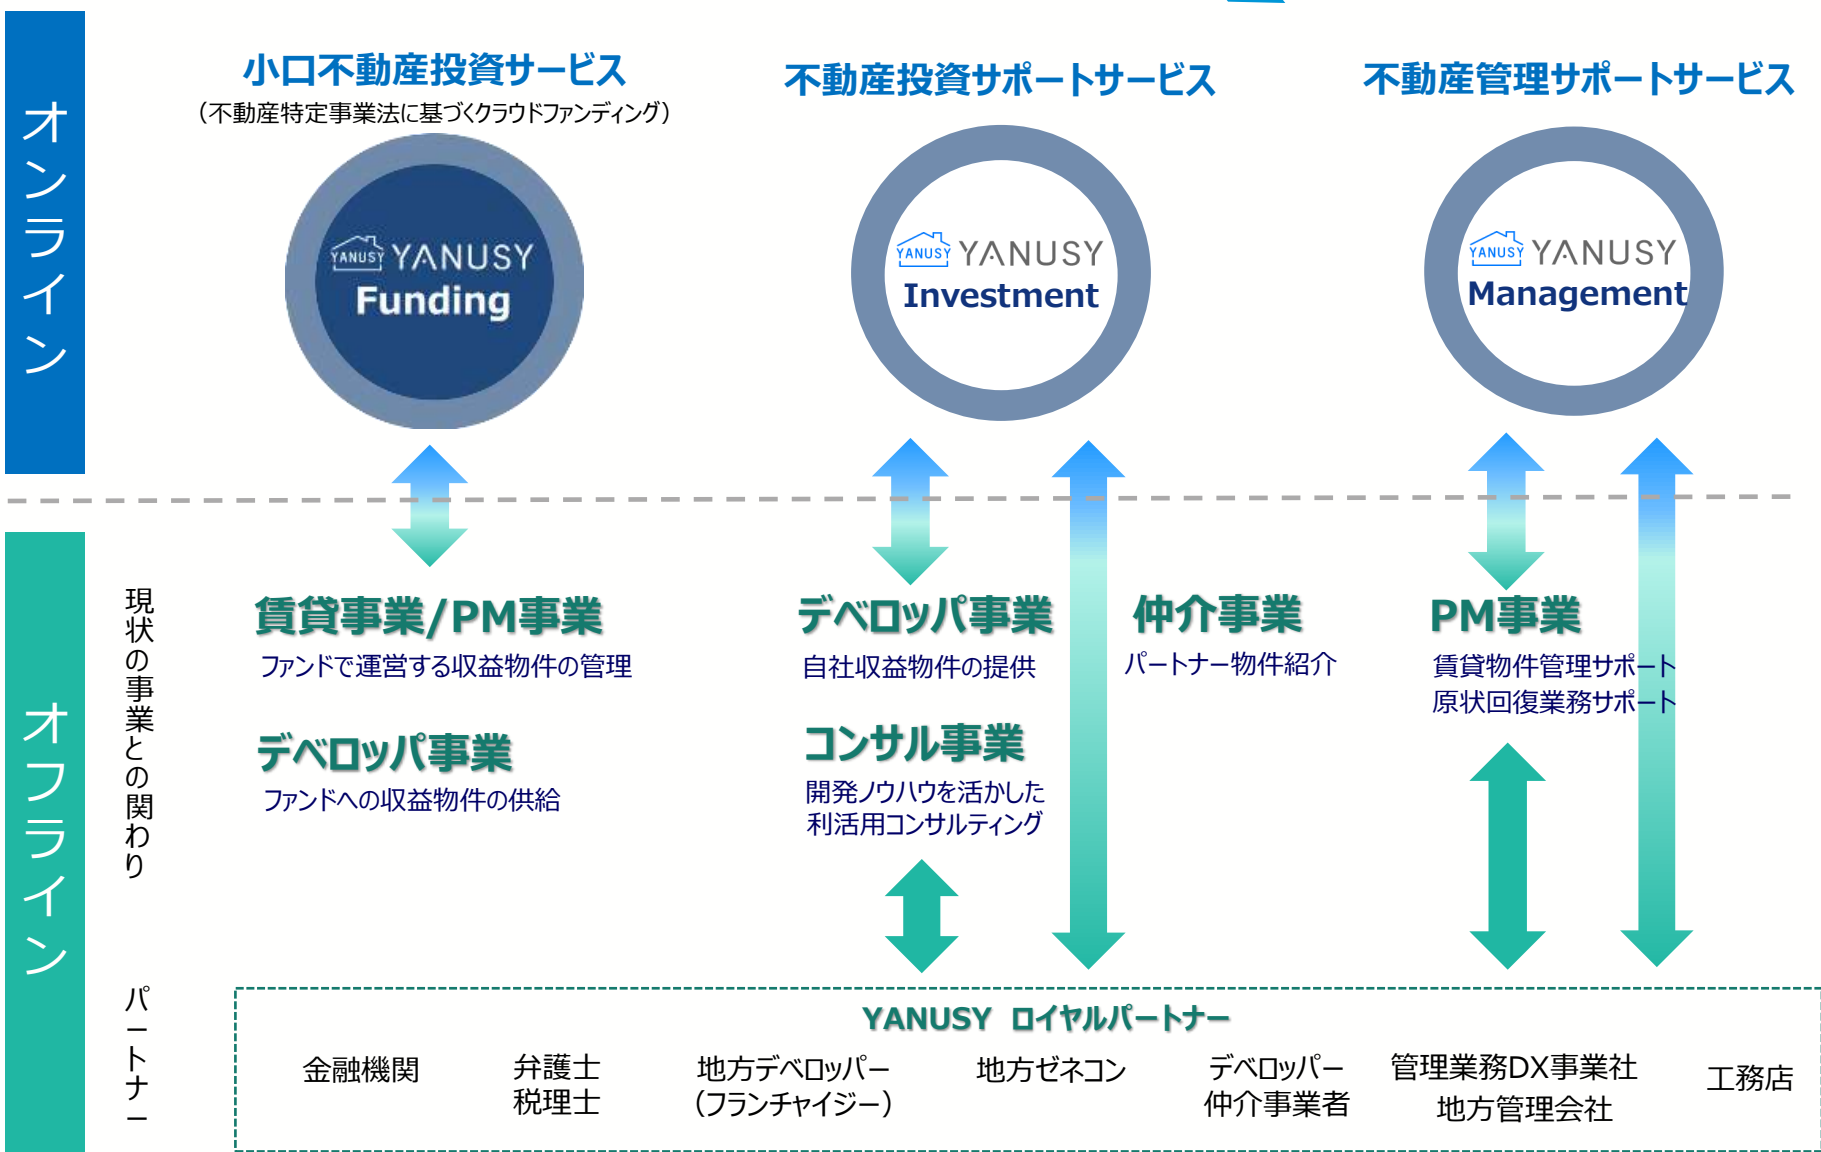 オンライン
小口不動産投資サービス
（不動産特定事業法に基づくクラウドファンディング）
YANUSY YANUSY
Funding
不動産投資サポートサービス
YANUSY YANUSY
Investment
不動産管理サポートサービス
YANUSY YANUSY
Management
オフライン
現状の事業との関わり
賃貸事業/PM事業
ファンドで運営する収益物件の管理
デベロッパ事業
ファンドへの収益物件の供給
デベロッパ事業
自社収益物件の提供
コンサル事業
開発ノウハウを活かした
利活用コンサルティング
仲介事業
パートナー物件紹介
PM事業
賃貸物件管理サポート
原状回復業務サポート
パートナー
YANUSY ロイヤルパートナー
金融機関
弁護士
税理士
地方デベロッパー
（フランチャイジー）
地方ゼネコン
デベロッパー
仲介事業者
管理業務DX事業社
地方管理会社
工務店